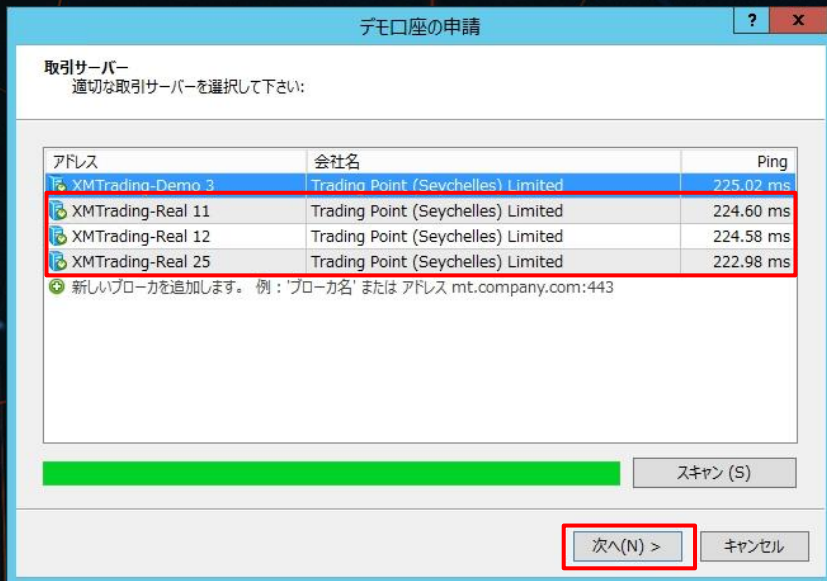 デモ口座の申請
? x
取引サーバー
適切な取引サーバーを選択して下さい:
アドレス 会社名 Ping
XMTrading-Demo 3 Trading Point (Seychelles) Limited 225.02 ms
XMTrading-Real 11 Trading Point (Seychelles) Limited 224.60 ms
XMTrading-Real 12 Trading Point (Seychelles) Limited 224.58 ms
XMTrading-Real 25 Trading Point (Seychelles) Limited 222.98 ms
新しいブローカを追加します。 例：'ブローカ名' または アドレス mt.company.com:443
スキャン (S)
次へ(N) > キャンセル